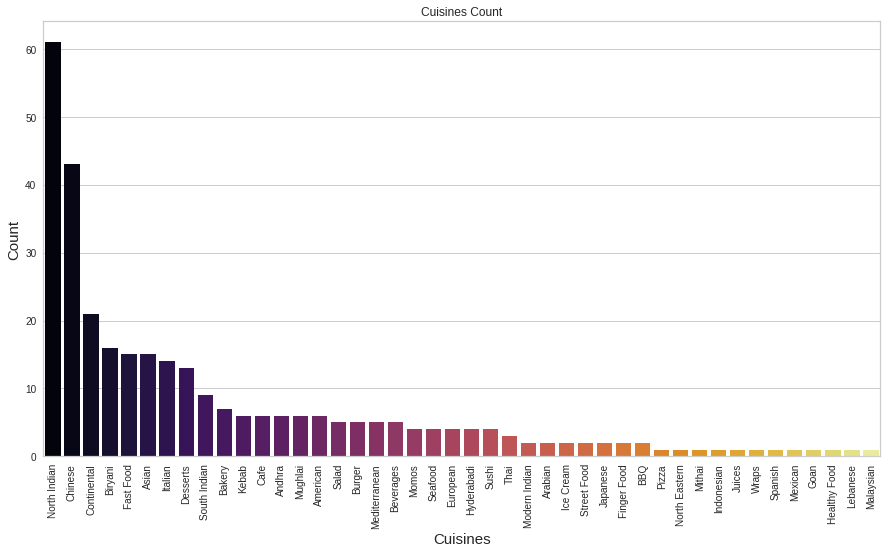 Cuisines Count
60
50
40
30
20
10
0
Count
North Indian
Chinese
Continental
Biryani
Fast Food
Asian
Italian
Desserts
South Indian
Bakery
Kebab
Cafe
Andhra
Mughlai
American
Salad
Burger
Mediterranean
Beverages
Momos
Seafood
European
Hyderabadi
Sushi
Thai
Modern Indian
Arabian
Ice Cream
Street Food
Japanese
Finger Food
BBQ
Pizza
North Eastern
Mithai
Indonesian
Juices
Wraps
Spanish
Mexican
Goan
Healthy Food
Lebanese
Malaysian
Cuisines